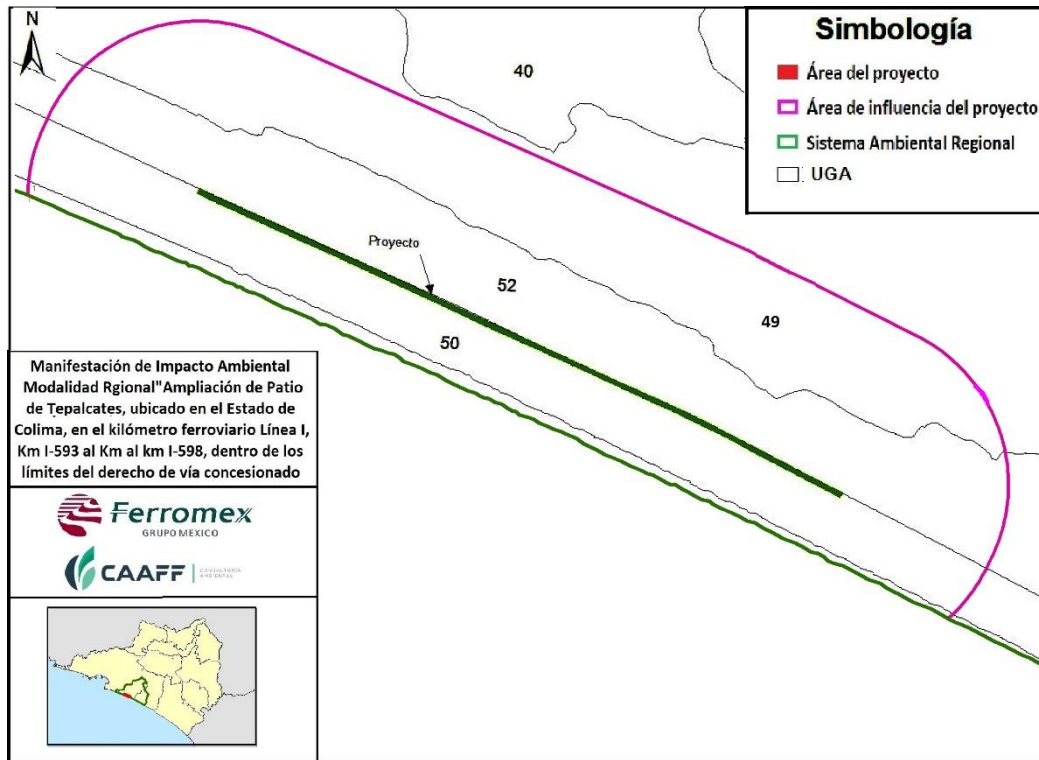 N
40
Simbología
Área del proyecto
Área de influencia del proyecto
Sistema Ambiental Regional
UGA
Proyecto
52
50
49
Manifestación de Impacto Ambiental
Modalidad Rgional"Ampliación de Patio
de Tepalcates, ubicado en el Estado de
Colima, en el kilómetro ferroviario Línea I,
Km I-593 al Km al km I-598, dentro de los
límites del derecho de vía concesionado
Ferromex
GRUPO MEXICO
CAAFF CONSULTORÍA
AMBIENTAL